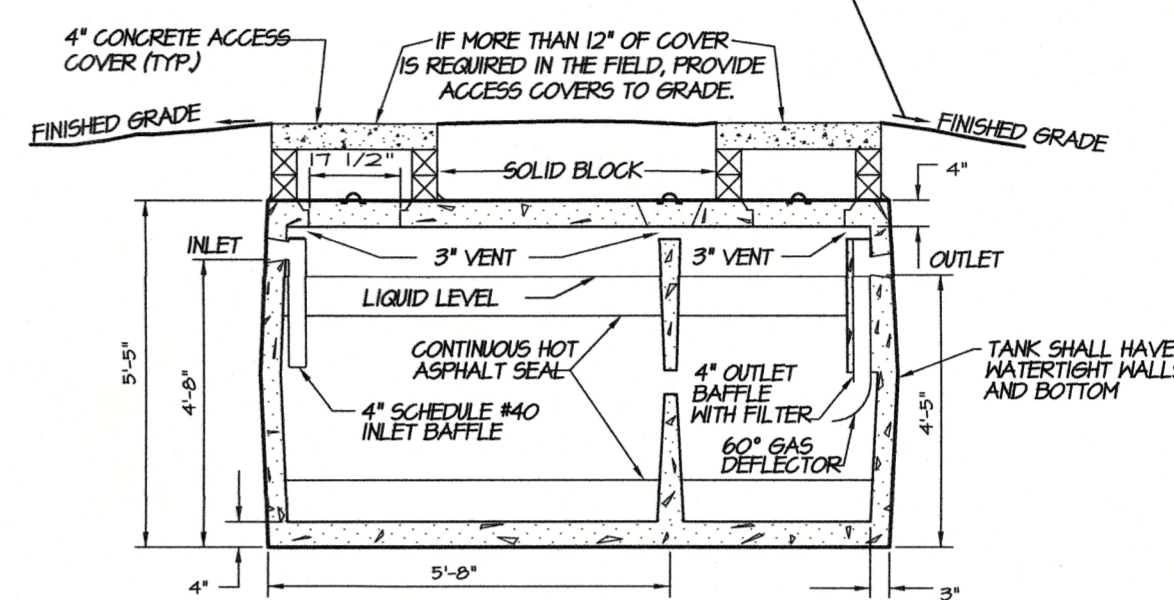 4" CONCRETE ACCESS
COVER (TYP.)
IF MORE THAN 12" OF COVER
IS REQUIRED IN THE FIELD, PROVIDE
ACCESS COVERS TO GRADE.
FINISHED GRADE
FINISHED GRADE
17 1/2"
SOLID BLOCK
4"
INLET
3" VENT
3" VENT
OUTLET
LIQUID LEVEL
CONTINUOUS HOT
ASPHALT SEAL
4" OUTLET
BAFFLE
WITH FILTER
TANK SHALL HAVE
WATERTIGHT WALLS
AND BOTTOM
5'-5"
4'-8"
4" SCHEDULE #40
INLET BAFFLE
60° GAS
DEFLECTOR
4'-5"
4"
5'-8"
3"